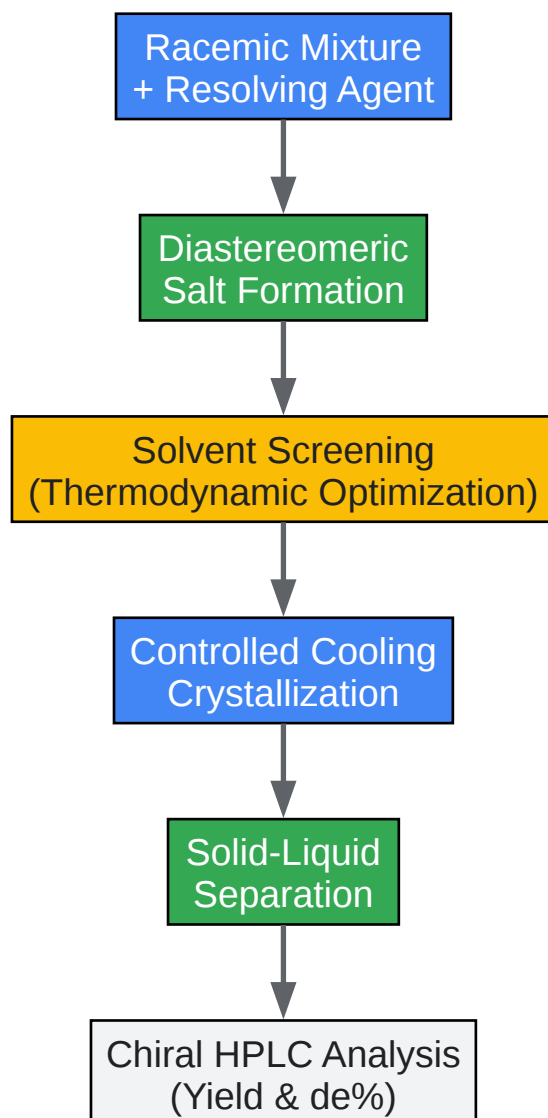 Racemic Mixture
+ Resolving Agent
Diastereomeric
Salt Formation
Solvent Screening
(Thermodynamic Optimization)
Controlled Cooling
Crystallization
Solid-Liquid
Separation
Chiral HPLC Analysis
(Yield & de%)